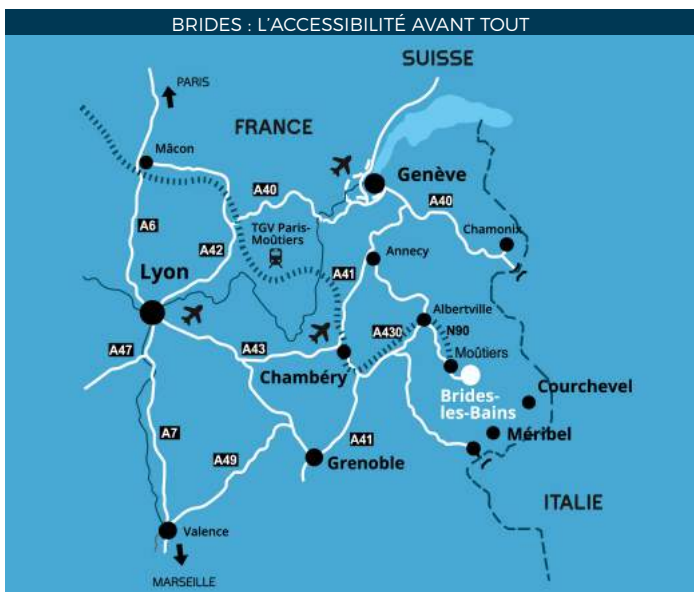 BRIDES : L'ACCESSIBILITÉ AVANT TOUT
SUISSE
PARIS
FRANCE
Mâcon
Genève
A40
A40
A6
TGV Paris-
Moûtiers
Chamonix
A42
Annecy
A41
Lyon
Albertville
A430
N90
A47
A43
Moûtiers
Chambéry
Courchevel
Brides-
les-Bains
A7
Méribel
A41
A49
Grenoble
ITALIE
Valence
MARSEILLE